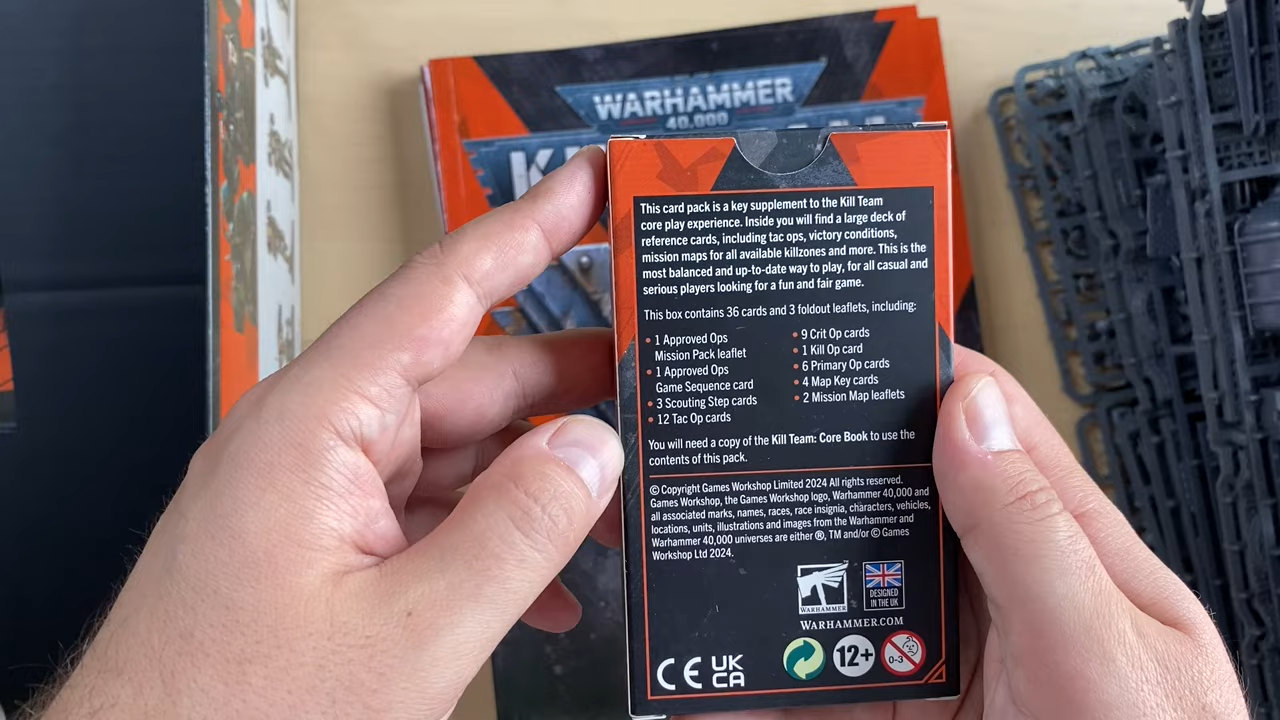 WARHAMMER
40,000
K
This card pack is a key supplement to the Kill Team
core play experience. Inside you will find a large deck of
reference cards, including tac ops, victory conditions,
mission maps for all available killzones and more. This is the
most balanced and up-to-date way to play, for all casual and
serious players looking for a fun and fair game.
This box contains 36 cards and 3 foldout leaflets, including:
• 1 Approved Ops
Mission Pack leaflet
• 1 Approved Ops
Game Sequence card
• 3 Scouting Step cards
• 12 Tac Op cards
• 9 Crit Op cards
• 1 Kill Op card
• 6 Primary Op cards
• 4 Map Key cards
• 2 Mission Map leaflets
You will need a copy of the Kill Team: Core Book to use the
contents of this pack.
© Copyright Games Workshop Limited 2024 All rights reserved.
Games Workshop, the Games Workshop logo, Warhammer 40,000 and
all associated marks, names, races, race insignia, characters, vehicles,
locations, units, illustrations and images from the Warhammer and
Warhammer 40,000 universes are either ®, TM and/or © Games
Workshop Ltd 2024.
WARHAMMER
DESIGNED
IN THE UK
WARHAMMER.COM
CE
UK
CA
12+
0-3